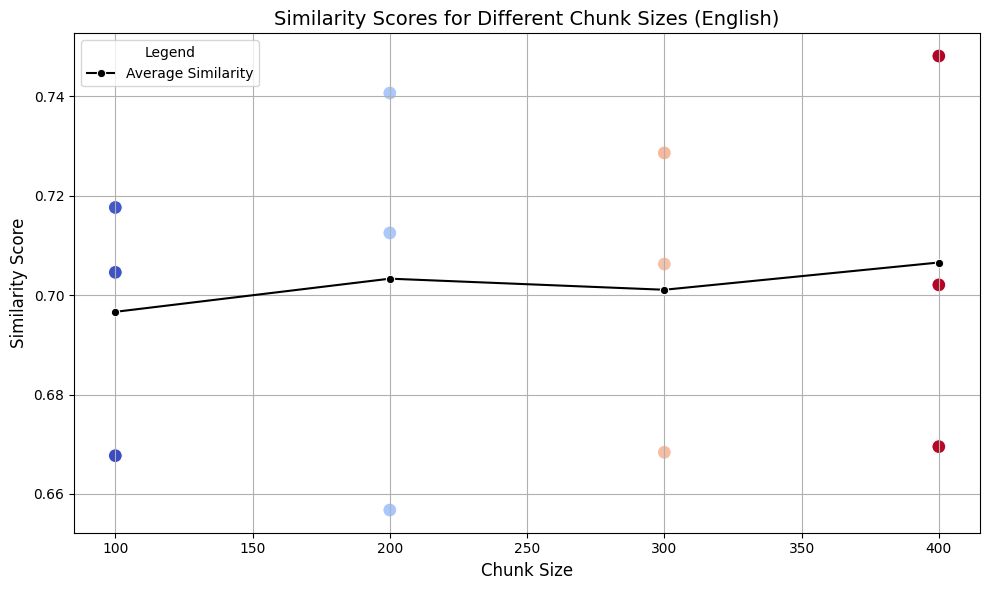 Similarity Scores for Different Chunk Sizes (English)
Legend
Average Similarity
Similarity Score
0.74
0.72
0.70
0.68
0.66
100
150
200
250
300
350
400
Chunk Size